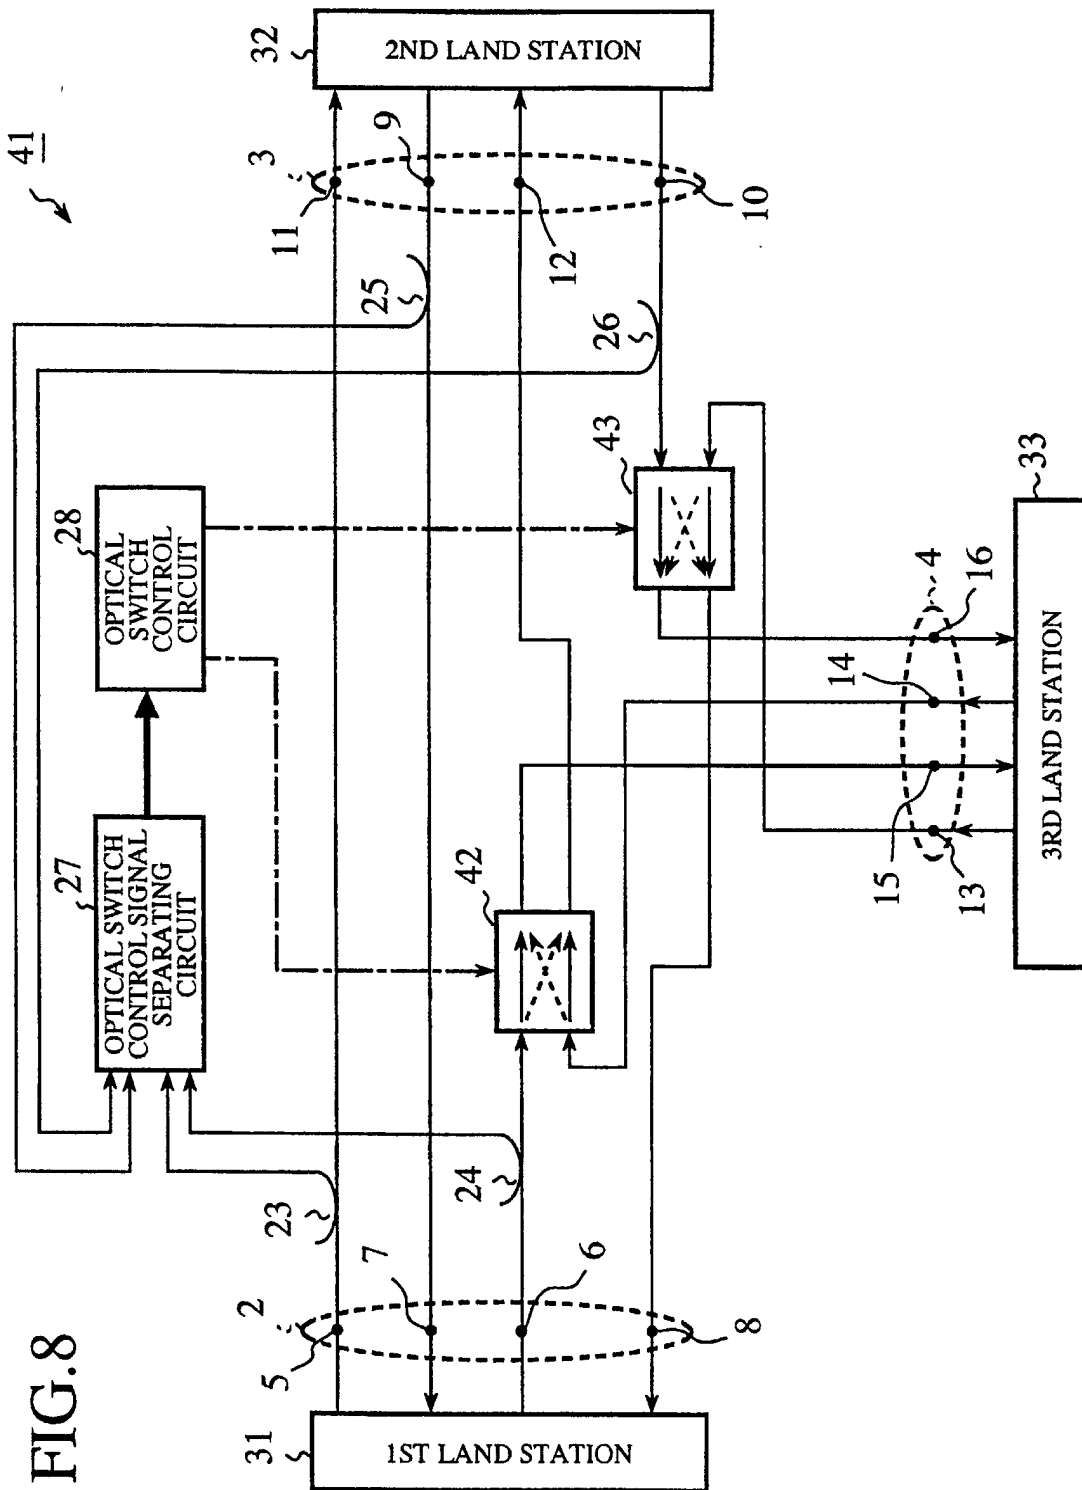 FIG.8
41
32
2ND LAND STATION
3
11
9
25
12
10
26
28
OPTICAL
SWITCH
CONTROL
CIRCUIT
43
27
OPTICAL SWITCH
CONTROL SIGNAL
SEPARATING
CIRCUIT
42
33
3RD LAND STATION
4
16
14
15
13
23
24
2
5
7
6
8
31
1ST LAND STATION